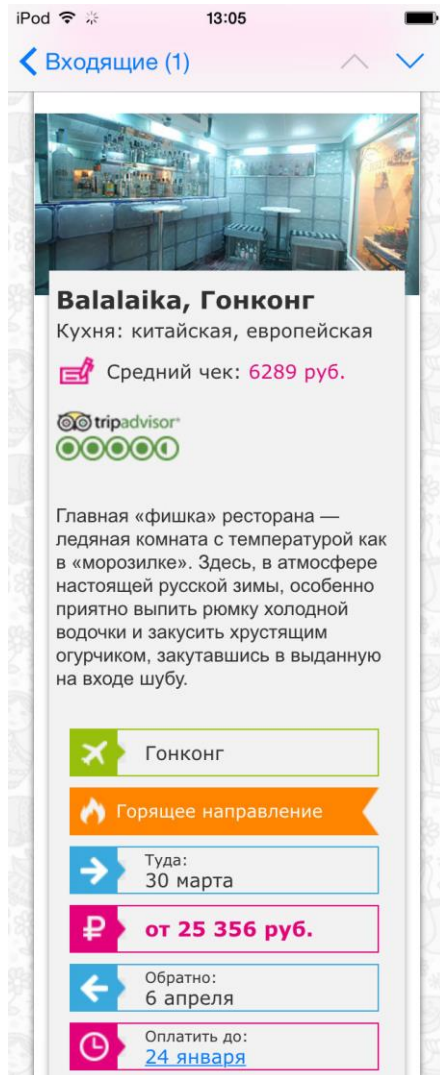 iPod 13:05
Входящие (1)
Balalaika, Гонконг
Кухня: китайская, европейская
Средний чек: 6289 руб.
tripadvisor®
Главная «фишка» ресторана —
ледяная комната с температурой как
в «морозилке». Здесь, в атмосфере
настоящей русской зимы, особенно
приятно выпить рюмку холодной
водочки и закусить хрустящим
огурчиком, закутавшись в выданную
на входе шубу.
Гонконг
Горящее направление
Туда:
30 марта
₽ от 25 356 руб.
Обратно:
6 апреля
Оплатить до:
24 января